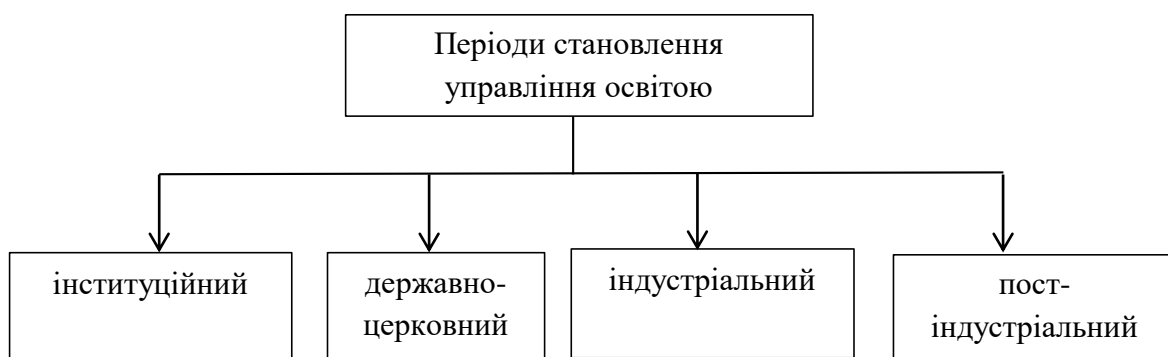 Періоди становлення
управління освітою
інституційний
державно-
церковний
індустріальний
пост-
індустріальний